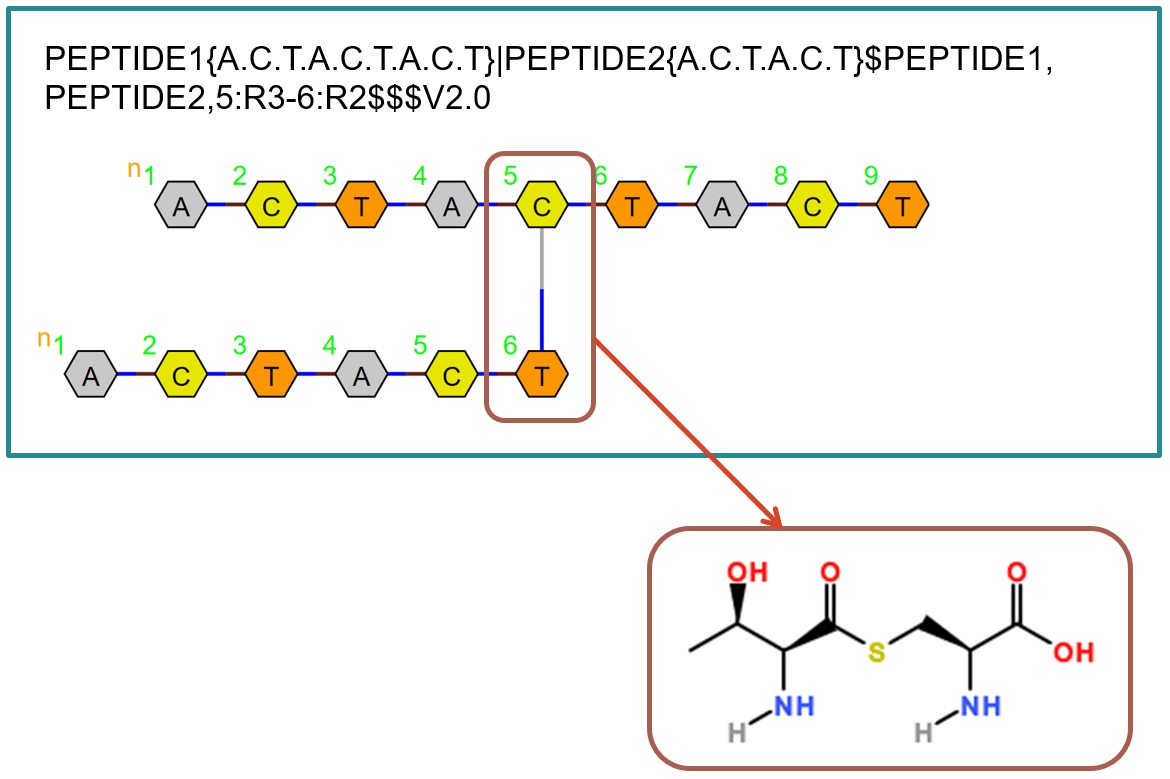 PEPTIDE1{A.C.T.A.C.T.A.C.T}|PEPTIDE2{A.C.T.A.C.T}$PEPTIDE1,
PEPTIDE2,5:R3-6:R2$$$V2.0
n1 2 3 4 5 6 7 8 9
A C T A C T A C T
n1 2 3 4 5 6
A C T A C T
OH O O
S OH
NH NH
H H